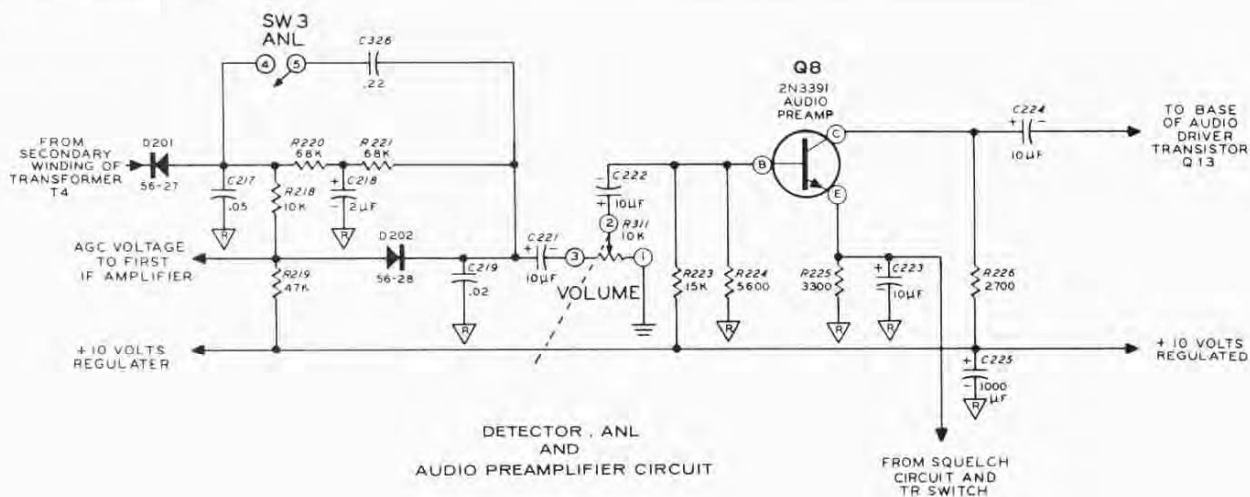 SW 3
ANL
4
5
C326
.22
Q8
2N3391
AUDIO
PREAMP
C
B
E
C224
+
-
10µF
TO BASE
OF AUDIO
DRIVER
TRANSISTOR
Q 13
FROM
SECONDARY
WINDING OF
TRANSFORMER
T4
D201
56-27
R220
68K
R221
68K
C217
.05
R
R218
10K
+
C218
-
2µF
R
-
C222
+
10µF
2
R311
10K
AGC VOLTAGE
TO FIRST
IF AMPLIFIER
D202
56-28
R219
47K
C219
.02
R
+
C221
-
10µF
3
1
VOLUME
R223
15K
R224
5600
R
R225
3300
R
+
C223
10µF
R
R226
2700
+10 VOLTS
REGULATER
+10 VOLTS
REGULATED
+
C225
-
1000
µF
R
DETECTOR , ANL
AND
AUDIO PREAMPLIFIER CIRCUIT
FROM SQUELCH
CIRCUIT AND
TR SWITCH